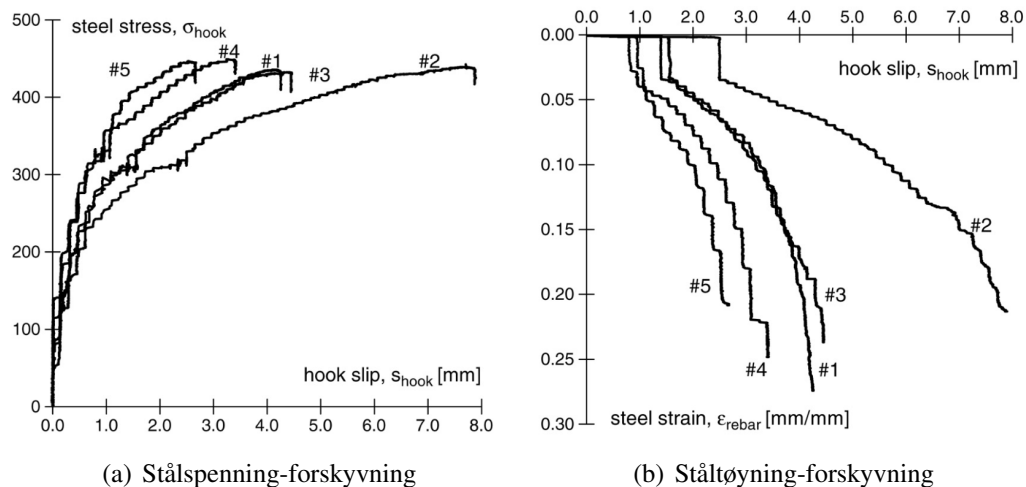 500
400
300
200
100
0
steel stress, σhook
#5
#4
#1
#3
#2
hook slip, shook [mm]
0.0 1.0 2.0 3.0 4.0 5.0 6.0 7.0 8.0
(a) Stålspenning-forskyvning
0.0 1.0 2.0 3.0 4.0 5.0 6.0 7.0 8.0
0.00
0.05
0.10
0.15
0.20
0.25
0.30
hook slip, shook [mm]
#2
#5
#3
#4
#1
steel strain, εrebar [mm/mm]
(b) Ståltøyning-forskyvning